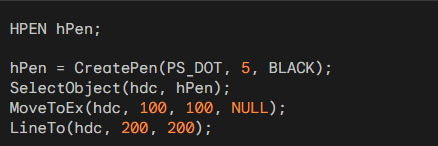 HPEN hPen;
hPen = CreatePen(PS_DOT, 5, BLACK);
SelectObject(hdc, hPen);
MoveToEx(hdc, 100, 100, NULL);
LineTo(hdc, 200, 200);